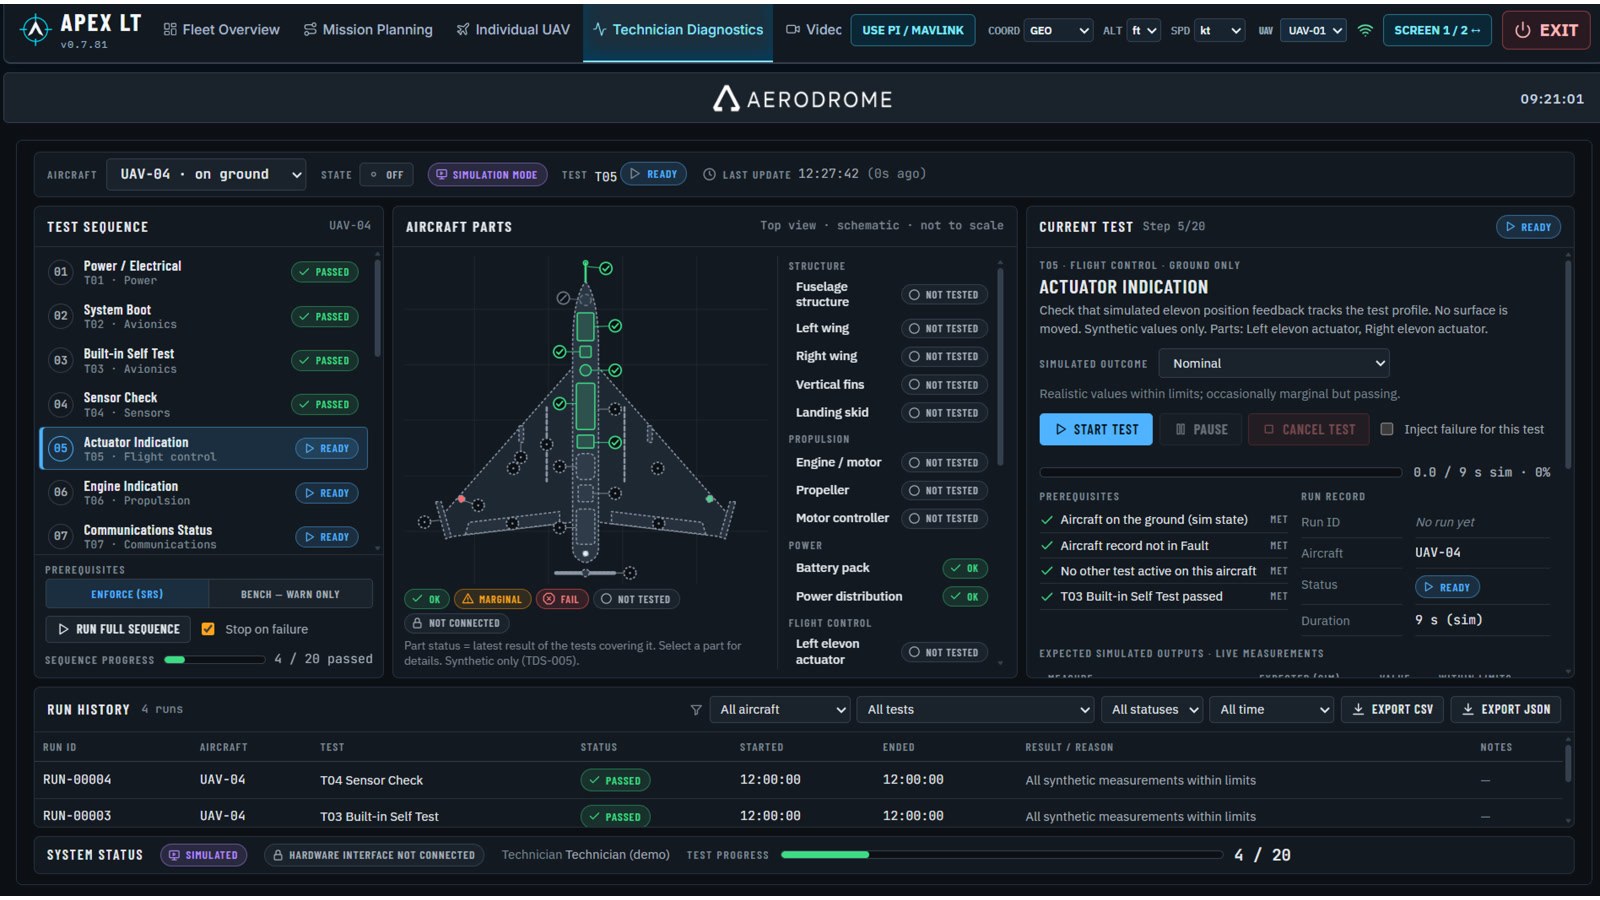 APEX LT
v0.7.81
Fleet Overview
Mission Planning
Individual UAV
Technician Diagnostics
Videc
USE PI / MAVLINK
COORD GEO
ALT ft
SPD kt
UAV UAV-01
SCREEN 1 / 2 ↔
EXIT
AERODROME
09:21:01
AIRCRAFT UAV-04 · on ground
STATE OFF
SIMULATION MODE
TEST T05 READY
LAST UPDATE 12:27:42 (0s ago)
TEST SEQUENCE UAV-04
01 Power / Electrical PASSED
T01 · Power
02 System Boot PASSED
T02 · Avionics
03 Built-in Self Test PASSED
T03 · Avionics
04 Sensor Check PASSED
T04 · Sensors
05 Actuator Indication READY
T05 · Flight control
06 Engine Indication READY
T06 · Propulsion
07 Communications Status READY
T07 · Communications
PREREQUISITES
ENFORCE (SRS) BENCH — WARN ONLY
RUN FULL SEQUENCE Stop on failure
SEQUENCE PROGRESS 4 / 20 passed
AIRCRAFT PARTS Top view · schematic · not to scale
OK MARGINAL FAIL NOT TESTED
NOT CONNECTED
Part status = latest result of the tests covering it. Select a part for
details. Synthetic only (TDS-005).
STRUCTURE
Fuselage
structure NOT TESTED
Left wing NOT TESTED
Right wing NOT TESTED
Vertical fins NOT TESTED
Landing skid NOT TESTED
PROPULSION
Engine / motor NOT TESTED
Propeller NOT TESTED
Motor controller NOT TESTED
POWER
Battery pack OK
Power distribution OK
FLIGHT CONTROL
Left elevon
actuator NOT TESTED
CURRENT TEST Step 5/20 READY
T05 · FLIGHT CONTROL · GROUND ONLY
ACTUATOR INDICATION
Check that simulated elevon position feedback tracks the test profile. No surface is
moved. Synthetic values only. Parts: Left elevon actuator, Right elevon actuator.
SIMULATED OUTCOME Nominal
Realistic values within limits; occasionally marginal but passing.
START TEST PAUSE CANCEL TEST Inject failure for this test
0.0 / 9 s sim · 0%
PREREQUISITES
Aircraft on the ground (sim state) MET
Aircraft record not in Fault MET
No other test active on this aircraft MET
T03 Built-in Self Test passed MET
RUN RECORD
Run ID No run yet
Aircraft UAV-04
Status READY
Duration 9 s (sim)
EXPECTED SIMULATED OUTPUTS · LIVE MEASUREMENTS
MEASURE EXPECTED (SIM) VALUE WITHIN LIMITS
RUN HISTORY 4 runs
All aircraft All tests All statuses All time EXPORT CSV EXPORT JSON
RUN ID AIRCRAFT TEST STATUS STARTED ENDED RESULT / REASON NOTES
RUN-00004 UAV-04 T04 Sensor Check PASSED 12:00:00 12:00:00 All synthetic measurements within limits —
RUN-00003 UAV-04 T03 Built-in Self Test PASSED 12:00:00 12:00:00 All synthetic measurements within limits —
SYSTEM STATUS SIMULATED HARDWARE INTERFACE NOT CONNECTED Technician Technician (demo) TEST PROGRESS 4 / 20